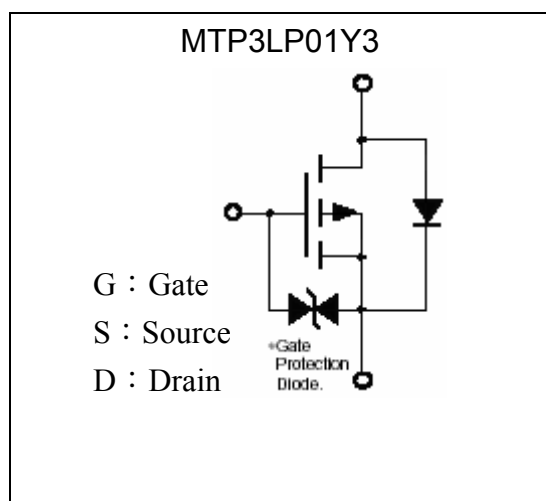 MTP3LP01Y3
G：Gate
S：Source
D：Drain
*Gate
Protection
Diode.